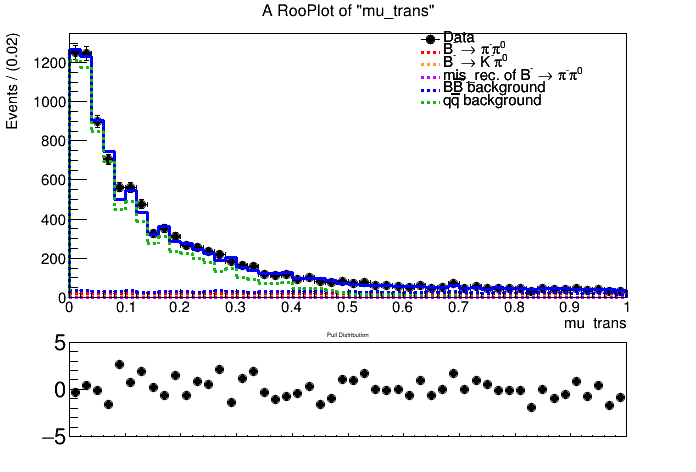 A RooPlot of "mu_trans"
Events / (0.02)
1200
1000
800
600
400
200
0
0 0.1 0.2 0.3 0.4 0.5 0.6 0.7 0.8 0.9 1
mu_trans
Data
B⁻ → π⁻π⁰
B⁻ → K⁻π⁰
mis_rec. of B⁻ → π⁻π⁰
BB̅ background
qq̅ background
Pull Distribution
5
0
−5